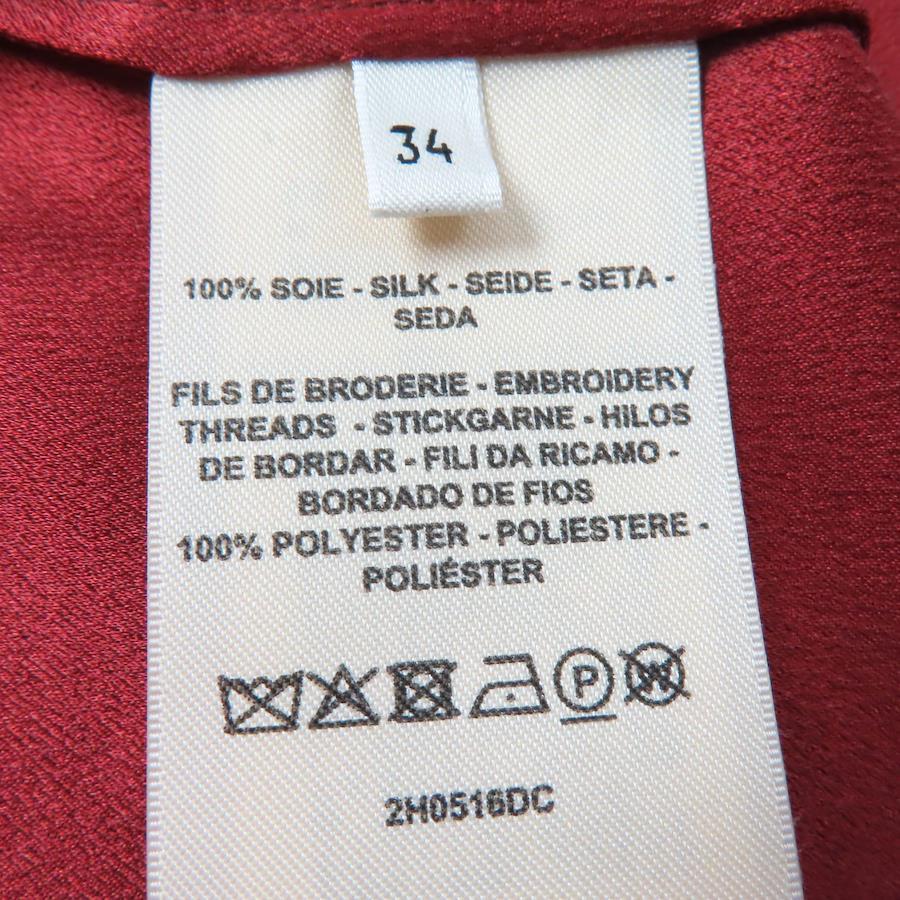 34
100% SOIE - SILK - SEIDE - SETA -
SEDA
FILS DE BRODERIE - EMBROIDERY
THREADS - STICKGARNE - HILOS
DE BORDAR - FILI DA RICAMO -
BORDADO DE FIOS
100% POLYESTER - POLIESTERE -
POLIÉSTER
P W
2H0516DC